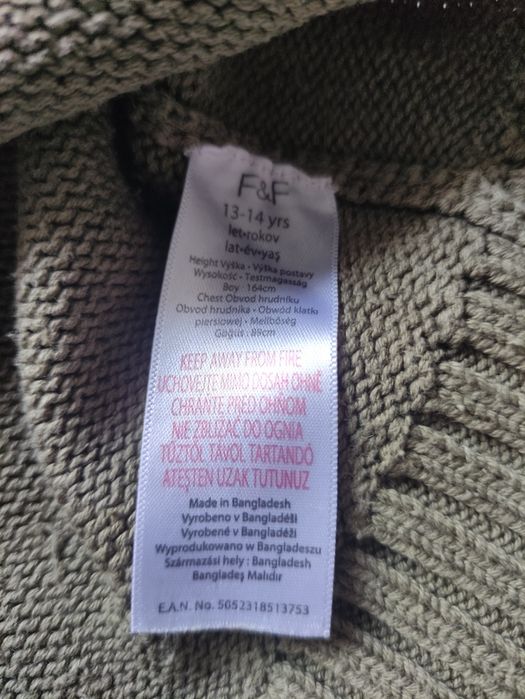 F&F
13-14 yrs
let•rokov
lat•év•yaş
Height Výška • Výška postavy
Wysokość • Testmagasság
Boy : 164cm
Chest Obvod hrudníku
Obvod hrudníka • Obwód klatki
piersiowej • Mellbőség
Göğüs : 89cm
KEEP AWAY FROM FIRE
UCHOVEJTE MIMO DOSAH OHNĚ
CHRÁŇTE PRED OHŇOM
NIE ZBLIŻAĆ DO OGNIA
TŰZTŐL TÁVOL TARTANDÓ
ATEŞTEN UZAK TUTUNUZ
Made in Bangladesh
Vyrobeno v Bangladéši
Vyrobené v Bangladéži
Wyprodukowano w Bangladeszu
Származási hely : Bangladesh
Bangladeş Malıdır
E.A.N. No. 5052318513753